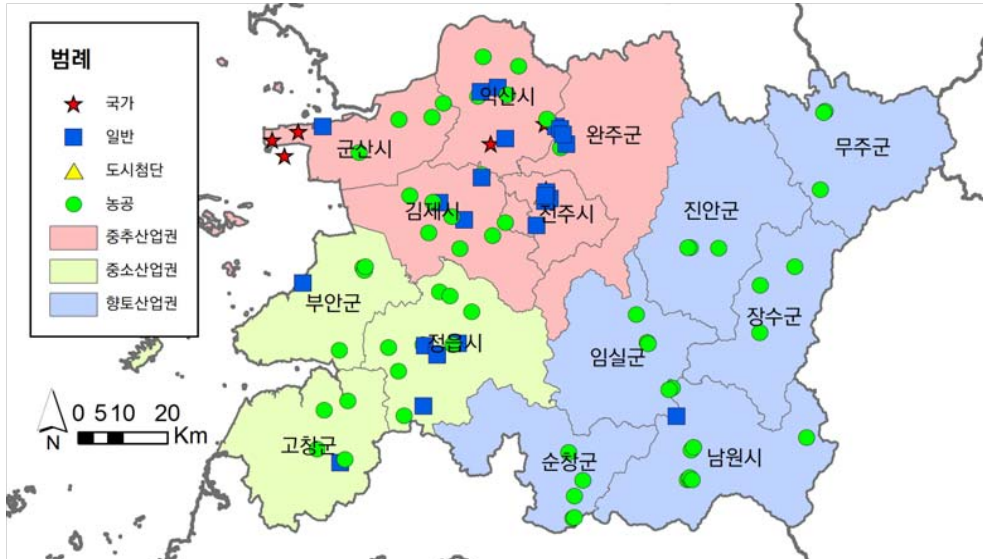 범례
국가
일반
도시첨단
농공
중추산업권
중소산업권
향토산업권
익산시
완주군
무주군
군산시
김제시
전주시
진안군
부안군
장수군
정읍시
임실군
0 510 20
Km
N
고창군
순창군
남원시